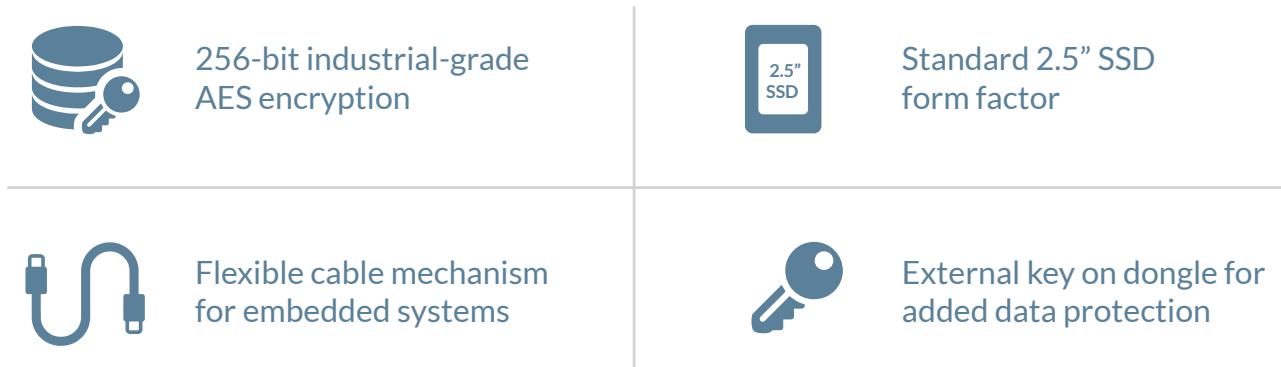 256-bit industrial-grade
AES encryption
2.5”
SSD
Standard 2.5” SSD
form factor
Flexible cable mechanism
for embedded systems
External key on dongle for
added data protection